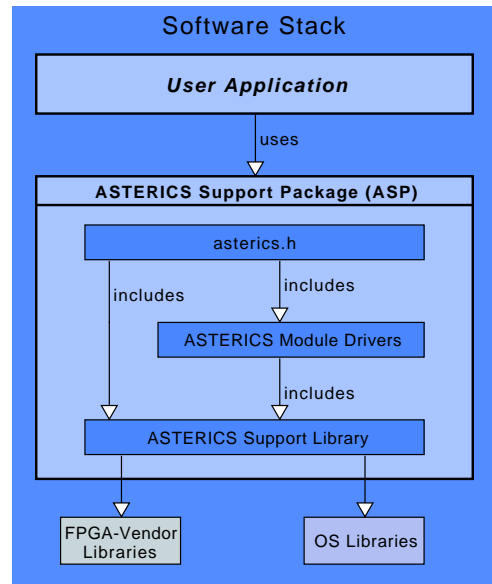 Software Stack
User Application
uses
ASTERICS Support Package (ASP)
asterics.h
includes
includes
ASTERICS Module Drivers
includes
ASTERICS Support Library
FPGA-Vendor
Libraries
OS Libraries